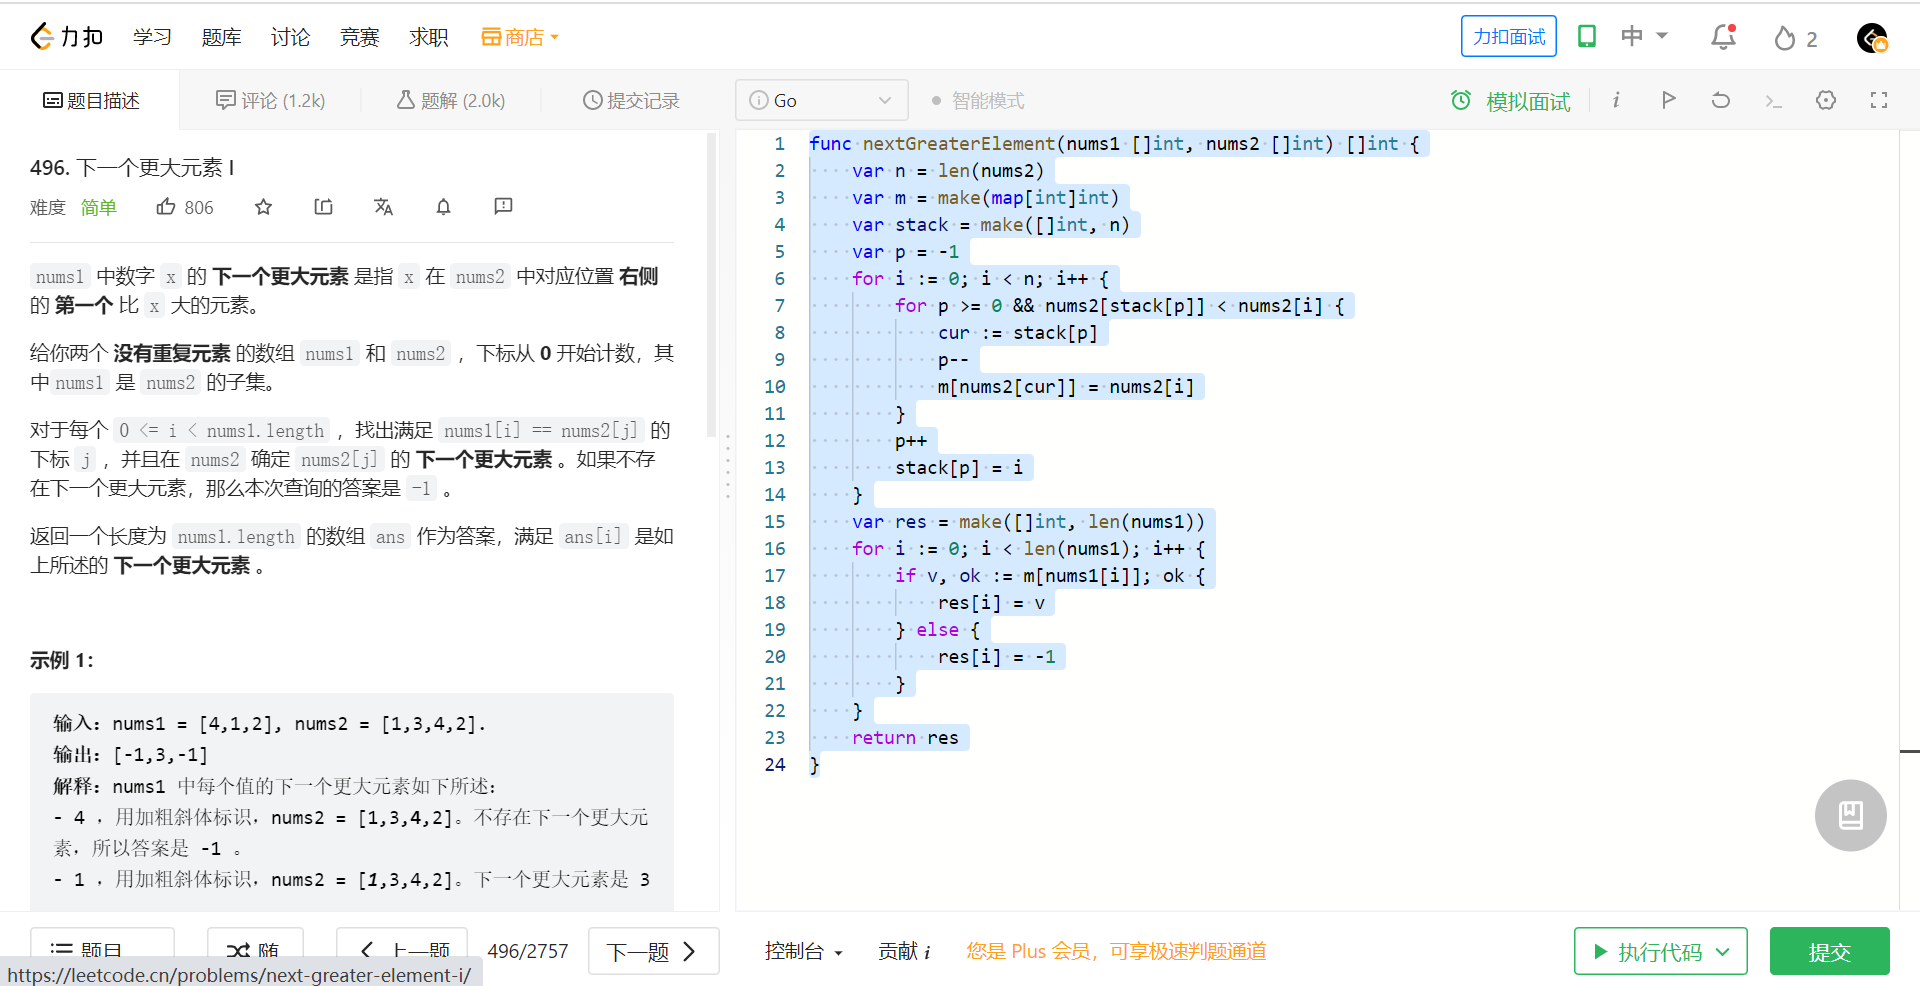 力扣 学习 题库 讨论 竞赛 求职 商店 力扣面试 中 2
题目描述 评论 (1.2k) 题解 (2.0k) 提交记录
Go 智能模式 模拟面试 i
496. 下一个更大元素 I
难度 简单 806
nums1 中数字 x 的 下一个更大元素 是指 x 在 nums2 中对应位置 右侧
的 第一个 比 x 大的元素。
给你两个 没有重复元素 的数组 nums1 和 nums2 ，下标从 0 开始计数，其
中nums1 是 nums2 的子集。
对于每个 0 <= i < nums1.length ，找出满足 nums1[i] == nums2[j] 的
下标 j ，并且在 nums2 确定 nums2[j] 的 下一个更大元素 。如果不存
在下一个更大元素，那么本次查询的答案是 -1 。
返回一个长度为 nums1.length 的数组 ans 作为答案，满足 ans[i] 是如
上所述的 下一个更大元素 。
示例 1：
输入：nums1 = [4,1,2], nums2 = [1,3,4,2].
输出：[-1,3,-1]
解释：nums1 中每个值的下一个更大元素如下所述：
- 4 ，用加粗斜体标识，nums2 = [1,3,4,2]。不存在下一个更大元
素，所以答案是 -1 。
- 1 ，用加粗斜体标识，nums2 = [1,3,4,2]。下一个更大元素是 3
1 func nextGreaterElement(nums1 []int, nums2 []int) []int {
2 var n = len(nums2)
3 var m = make(map[int]int)
4 var stack = make([]int, n)
5 var p = -1
6 for i := 0; i < n; i++ {
7 for p >= 0 && nums2[stack[p]] < nums2[i] {
8 cur := stack[p]
9 p--
10 m[nums2[cur]] = nums2[i]
11 }
12 p++
13 stack[p] = i
14 }
15 var res = make([]int, len(nums1))
16 for i := 0; i < len(nums1); i++ {
17 if v, ok := m[nums1[i]]; ok {
18 res[i] = v
19 } else {
20 res[i] = -1
21 }
22 }
23 return res
24 }
题目 随 上一题 496/2757 下一题 控制台 贡献 i 您是 Plus 会员，可享极速判题通道 执行代码 提交
https://leetcode.cn/problems/next-greater-element-i/